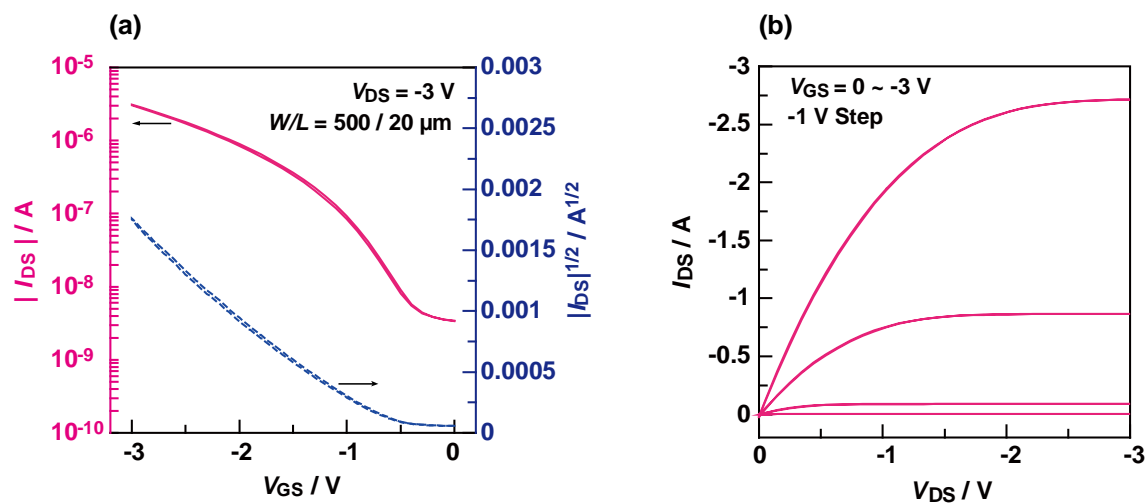 (a)
10-5
10-6
10-7
10-8
10-9
10-10
| IDS | / A
VDS = -3 V
W/L = 500 / 20 μm
0.003
0.0025
0.002
0.0015
0.001
0.0005
0
|IDS|1/2 / A1/2
-3 -2 -1 0
VGS / V
(b)
-3
-2.5
-2
-1.5
-1
-0.5
0
IDS / A
VGS = 0 ~ -3 V
-1 V Step
0 -1 -2 -3
VDS / V